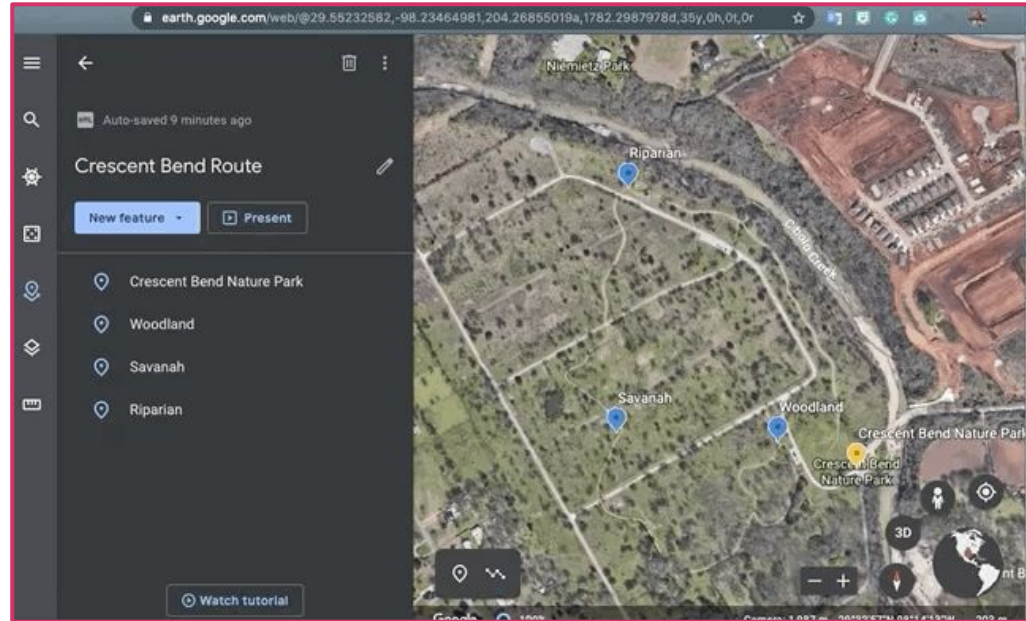 earth.google.com/web/@29.55232582,-98.23464981,204.26855019a,1782.2987978d,35y,0h,0t,0r
Auto-saved 9 minutes ago
Crescent Bend Route
New feature
Present
Crescent Bend Nature Park
Woodland
Savanah
Riparian
Watch tutorial
Niemietz Park
Riparian
Cibolo Creek
Savanah
Woodland
Crescent Bend Nature Park
Crescent Bend
Nature Park
3D
Google
100%